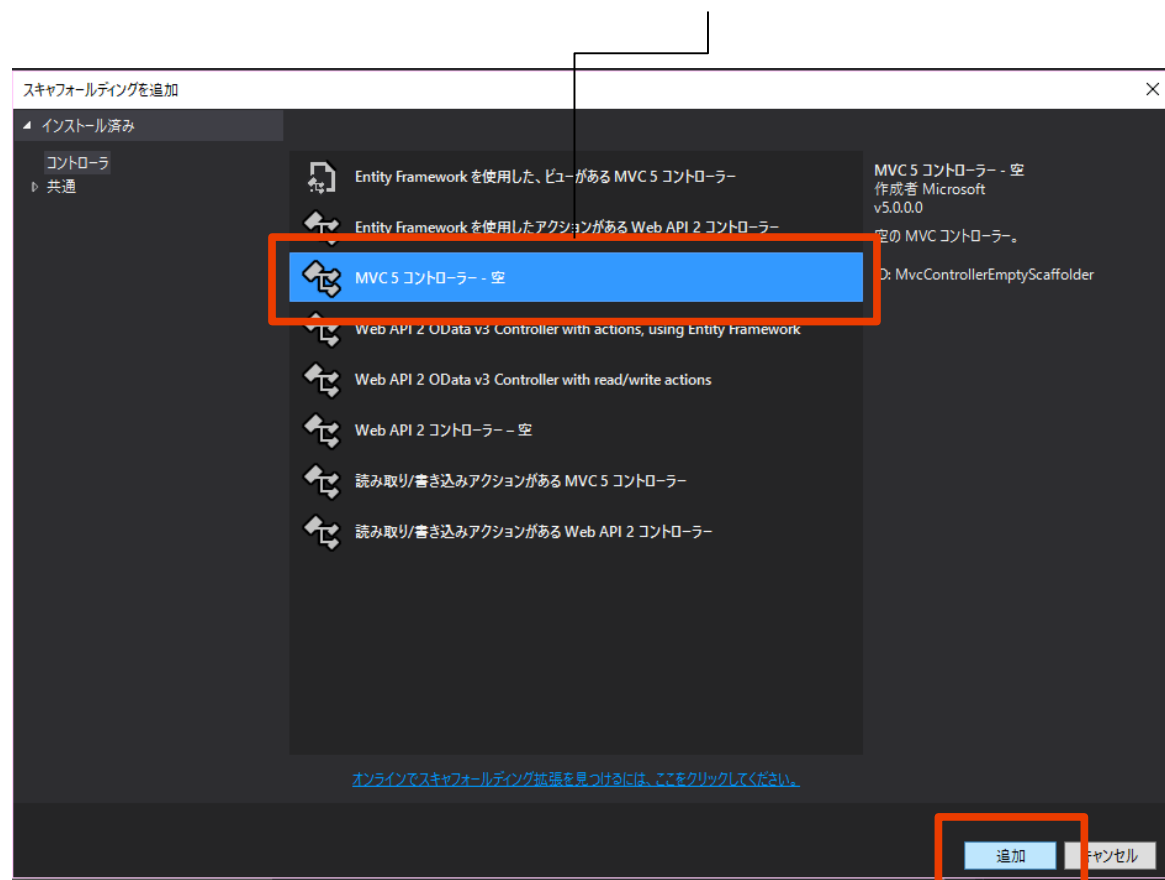 スキャフォールディングを追加
インストール済み
コントローラ
共通
Entity Framework を使用した、ビューがある MVC 5 コントローラー
Entity Framework を使用したアクションがある Web API 2 コントローラー
MVC 5 コントローラー - 空
Web API 2 OData v3 Controller with actions, using Entity Framework
Web API 2 OData v3 Controller with read/write actions
Web API 2 コントローラー – 空
読み取り/書き込みアクションがある MVC 5 コントローラー
読み取り/書き込みアクションがある Web API 2 コントローラー
MVC 5 コントローラー - 空
作成者 Microsoft
v5.0.0.0
空の MVC コントローラー。
ID: MvcControllerEmptyScaffolder
オンラインでスキャフォールディング拡張を見つけるには、ここをクリックしてください。
追加
キャンセル